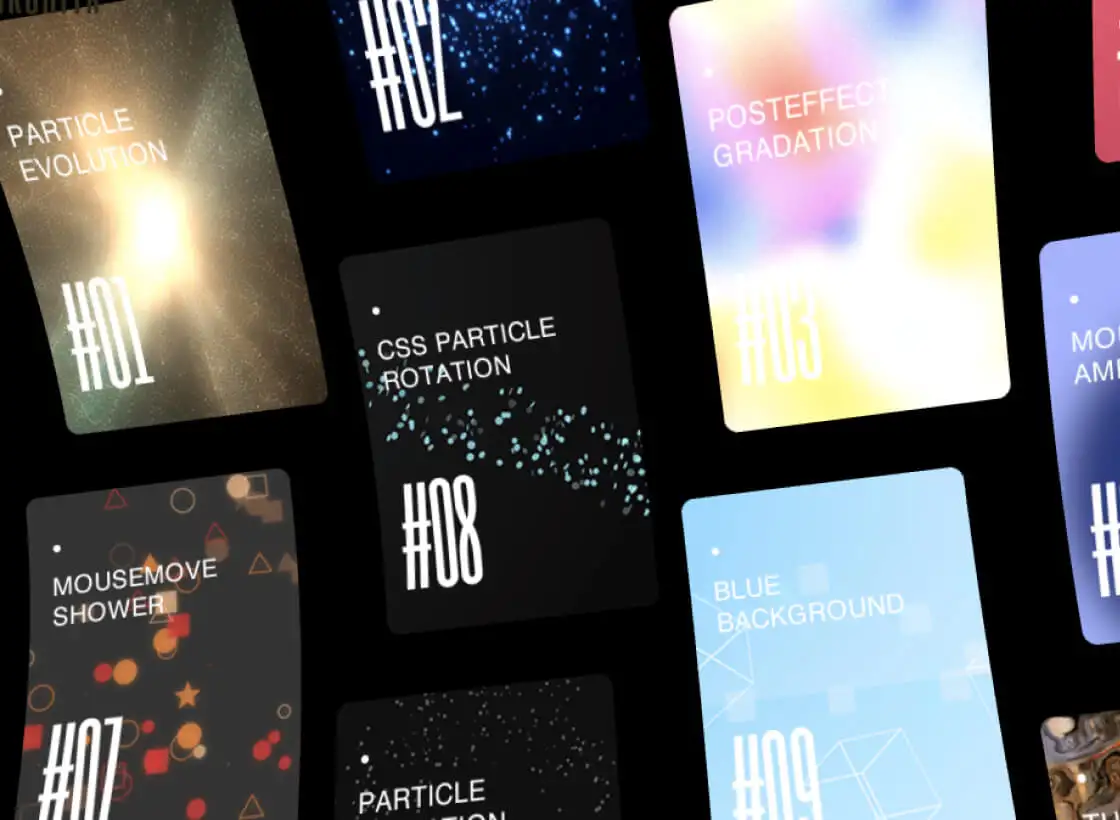 #02
PARTICLE
EVOLUTION
#01
POSTEFFECT
GRADATION
#03
CSS PARTICLE
ROTATION
#08
MOUSEMOVE
SHOWER
#07
BLUE
BACKGROUND
#09
PARTICLE